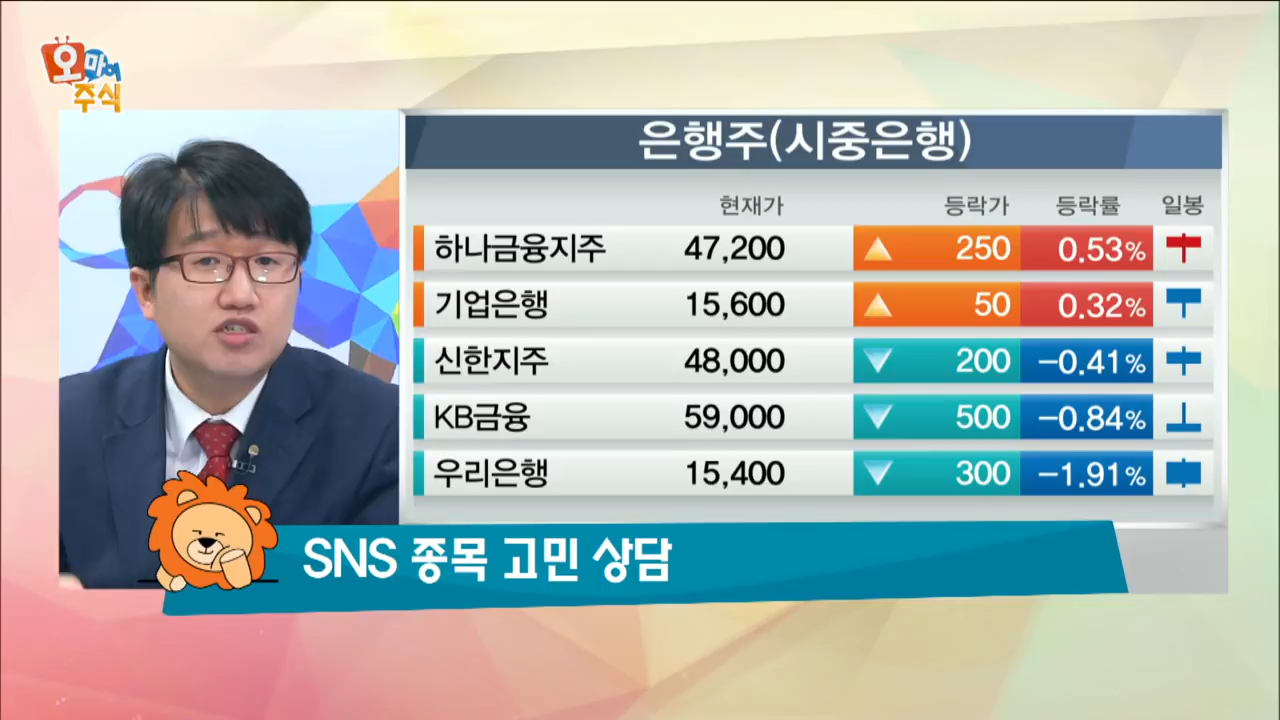 오 마이
주식
은행주(시중은행)
현재가 등락가 등락률 일봉
하나금융지주 47,200 ▲ 250 0.53%
기업은행 15,600 ▲ 50 0.32%
신한지주 48,000 ▼ 200 -0.41%
KB금융 59,000 ▼ 500 -0.84%
우리은행 15,400 ▼ 300 -1.91%
SNS 종목 고민 상담